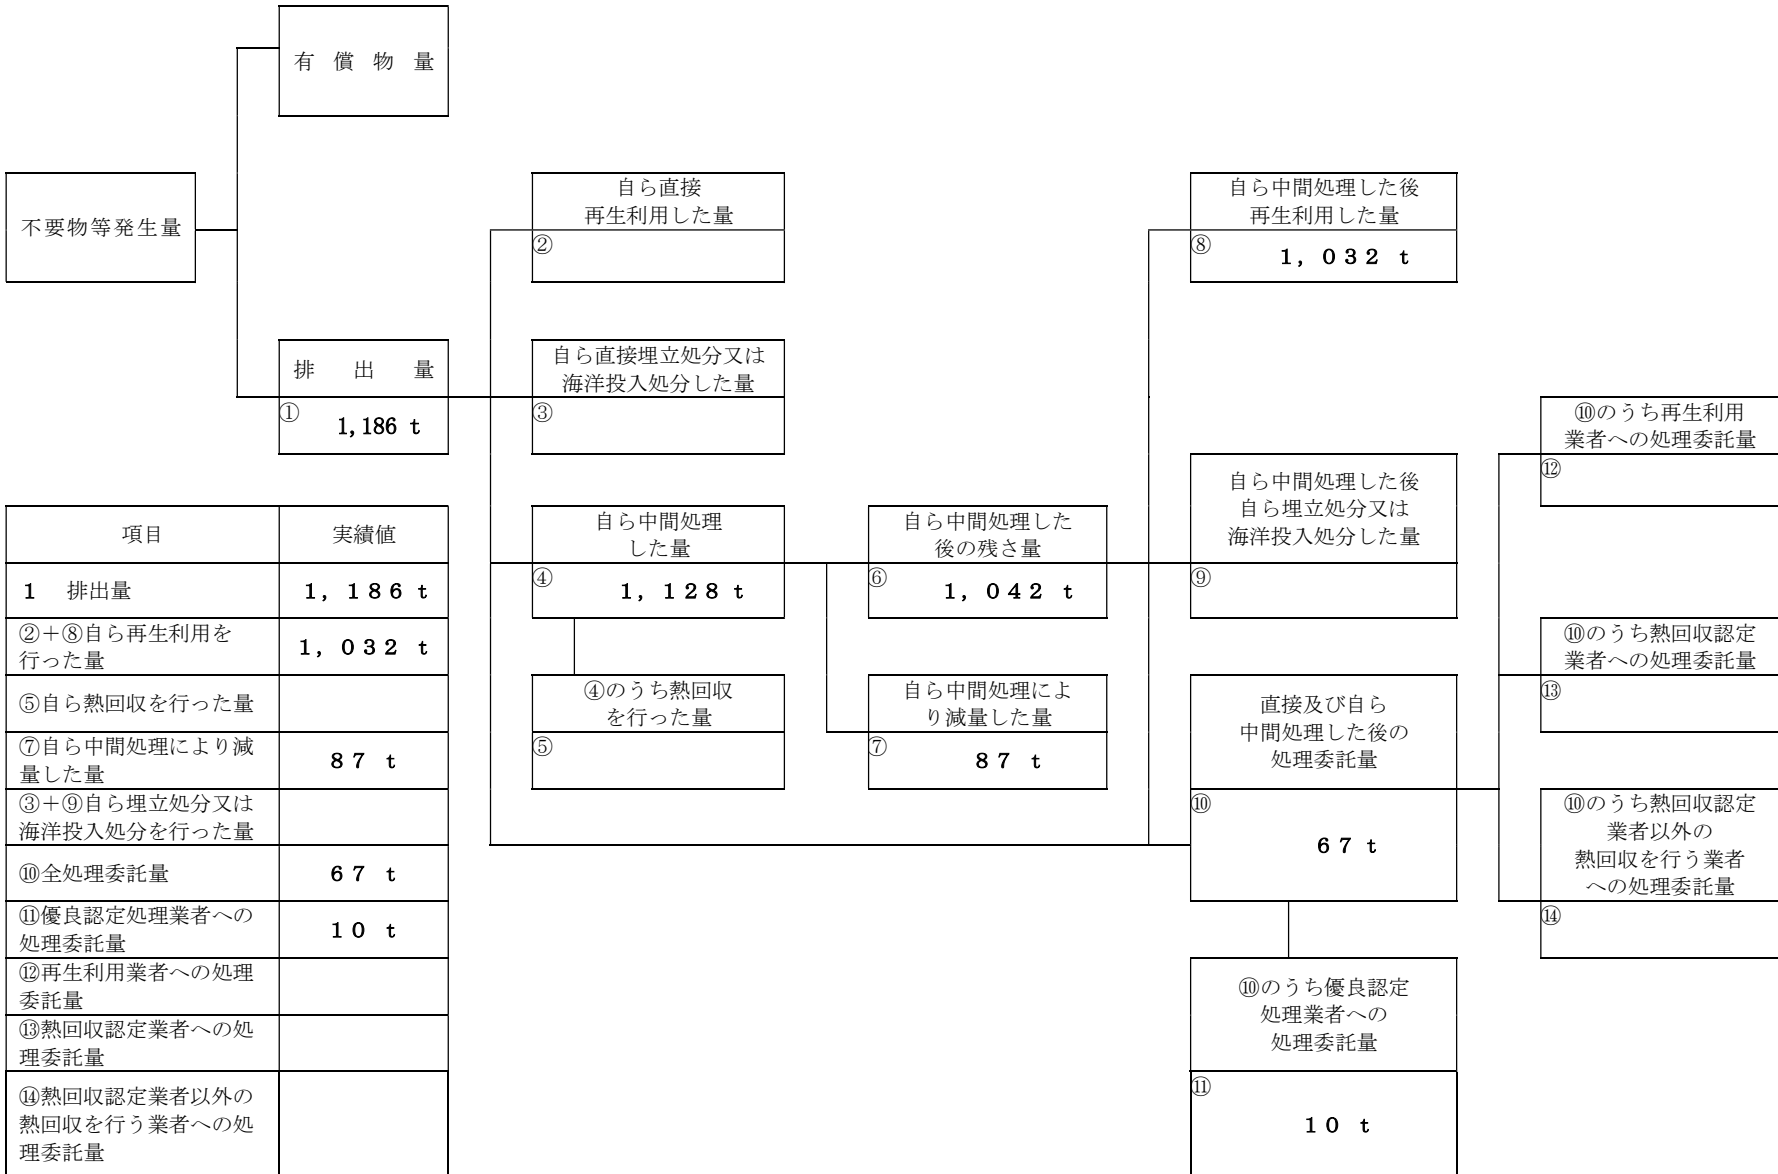 有償物量
不要物等発生量
自ら直接
再生利用した量
②
自ら中間処理した後
再生利用した量
⑧
1,032 t
排出量
①
1,186 t
自ら直接埋立処分又は
海洋投入処分した量
③
⑩のうち再生利用
業者への処理委託量
⑫
自ら中間処理した後
自ら埋立処分又は
海洋投入処分した量
⑨
自ら中間処理
した量
④
1,128 t
自ら中間処理した
後の残さ量
⑥
1,042 t
⑩のうち熱回収認定
業者への処理委託量
⑬
④のうち熱回収
を行った量
⑤
自ら中間処理によ
り減量した量
⑦
87 t
直接及び自ら
中間処理した後の
処理委託量
⑩
67 t
⑩のうち熱回収認定
業者以外の
熱回収を行う業者
への処理委託量
⑭
⑩のうち優良認定
処理業者への
処理委託量
⑪
10 t
項目 実績値
1 排出量 1,186 t
②+⑧自ら再生利用を
行った量 1,032 t
⑤自ら熱回収を行った量
⑦自ら中間処理により減
量した量 87 t
③+⑨自ら埋立処分又は
海洋投入処分を行った量
⑩全処理委託量 67 t
⑪優良認定処理業者への
処理委託量 10 t
⑫再生利用業者への処理
委託量
⑬熱回収認定業者への処
理委託量
⑭熱回収認定業者以外の
熱回収を行う業者への処
理委託量